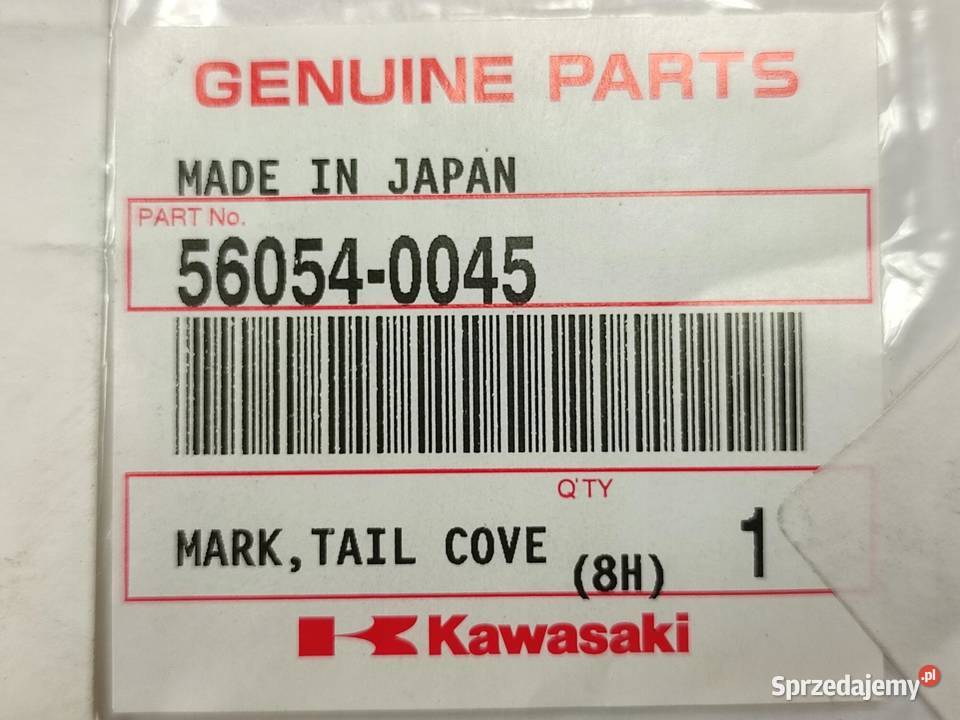 GENUINE PARTS
MADE IN JAPAN
PART No.
56054-0045
Q'TY
MARK,TAIL COVE (8H) 1
Kawasaki
Sprzedajemy.pl